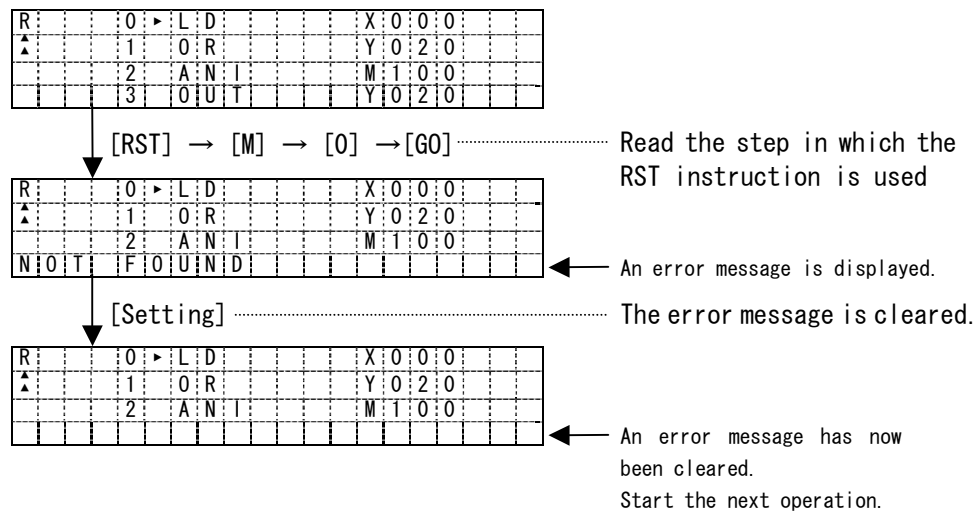 R 0 ► LD X000
▲ 1 OR Y020
2 ANI M100
3 OUT Y020
[RST] → [M] → [0] →[GO] Read the step in which the
RST instruction is used
R 0 ► LD X000
▲ 1 OR Y020
2 ANI M100
NOT FOUND
An error message is displayed.
[Setting] The error message is cleared.
R 0 ► LD X000
▲ 1 OR Y020
2 ANI M100
An error message has now
been cleared.
Start the next operation.